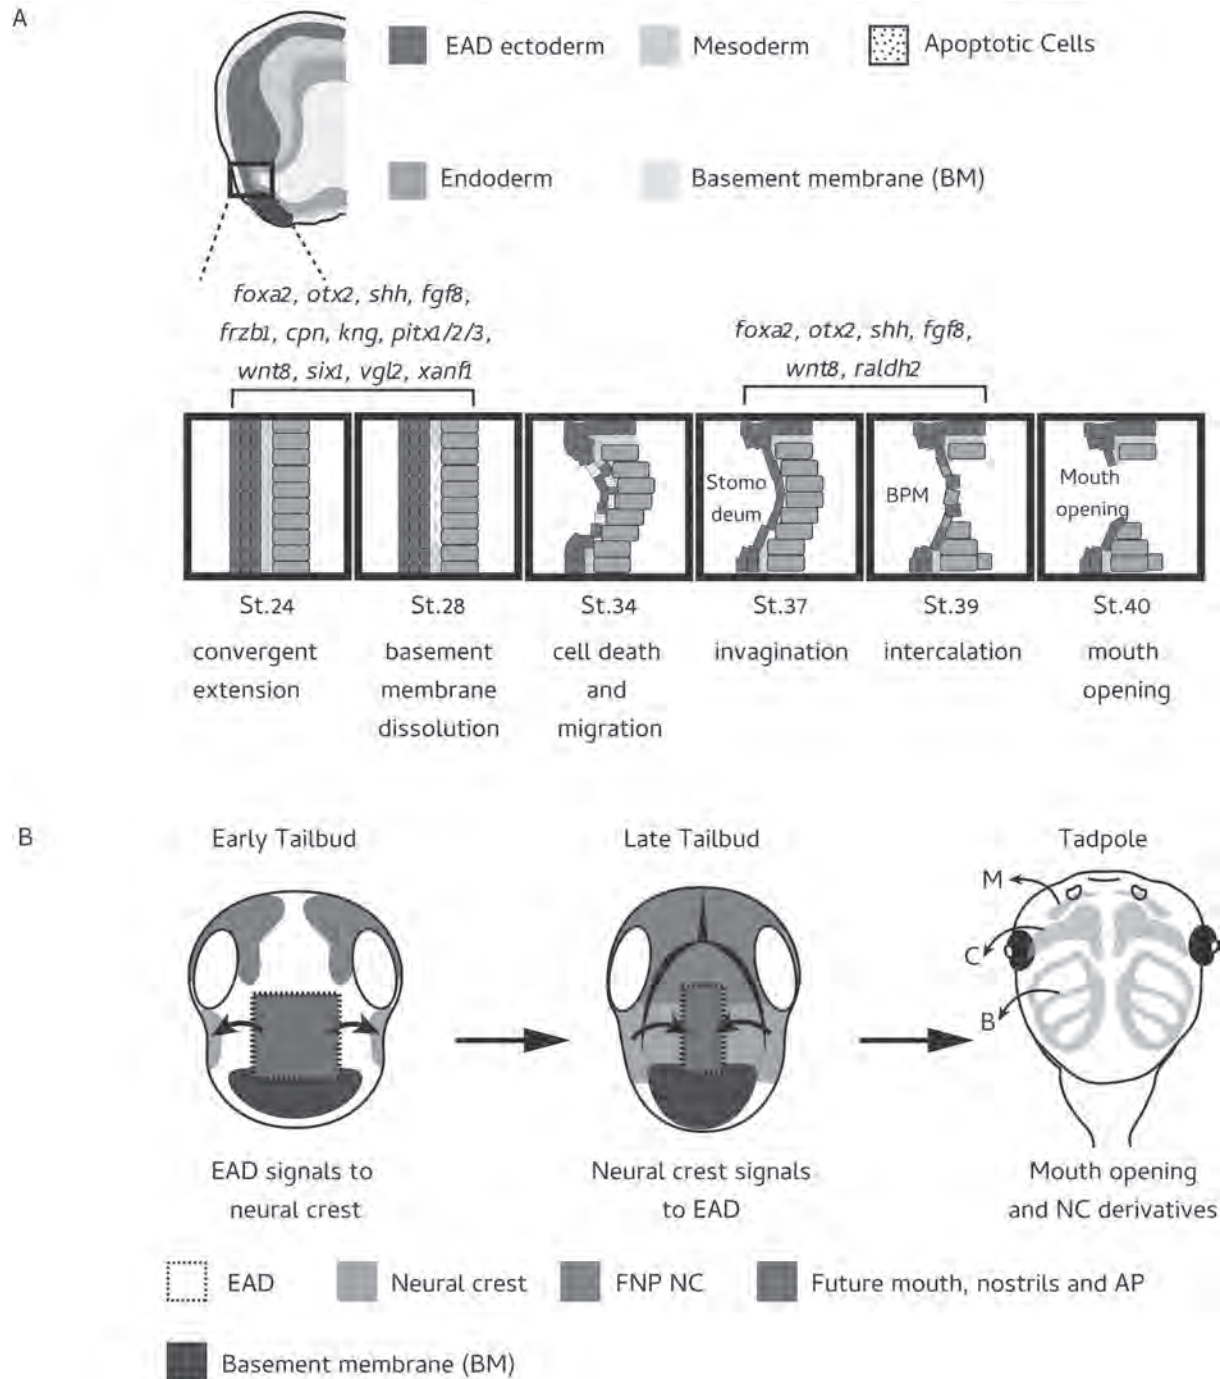 A
EAD ectoderm
Mesoderm
Apoptotic Cells
Endoderm
Basement membrane (BM)
foxa2, otx2, shh, fgf8,
frzb1, cpn, kng, pitx1/2/3,
wnt8, six1, vgl2, xanf1
foxa2, otx2, shh, fgf8,
wnt8, raldh2
Stomo
deum
BPM
Mouth
opening
St.24
St.28
St.34
St.37
St.39
St.40
convergent
extension
basement
membrane
dissolution
cell death
and
migration
invagination
intercalation
mouth
opening
B
Early Tailbud
Late Tailbud
Tadpole
M
C
B
EAD signals to
neural crest
Neural crest signals
to EAD
Mouth opening
and NC derivatives
EAD
Neural crest
FNP NC
Future mouth, nostrils and AP
Basement membrane (BM)